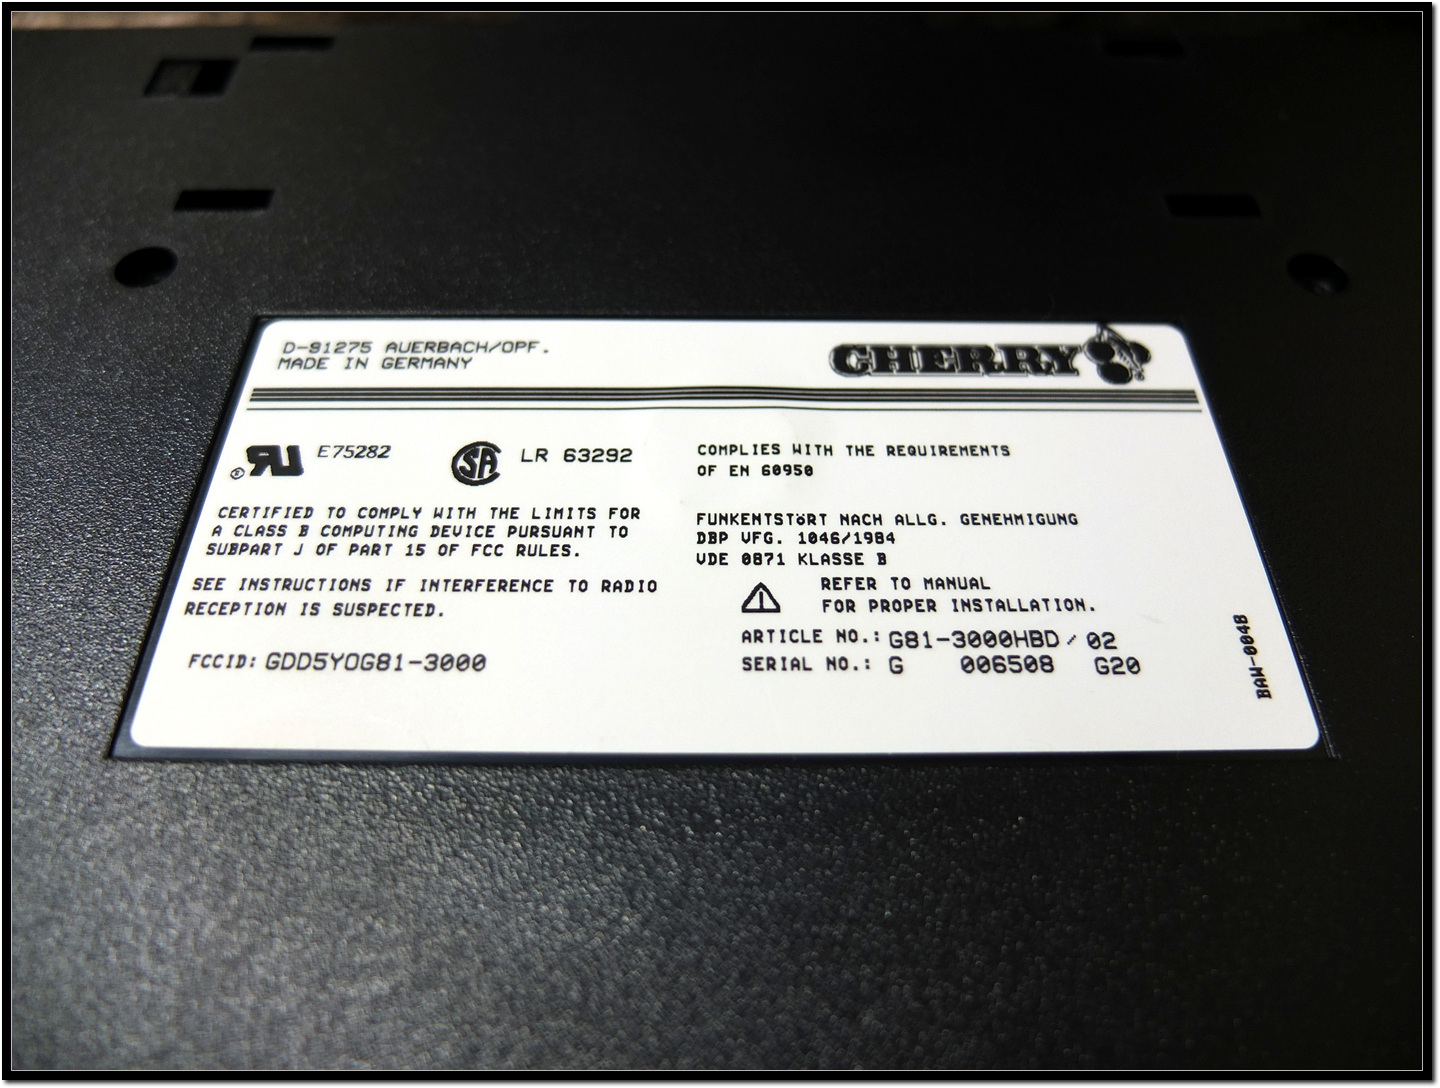 D-91275 AUERBACH/OPF.
MADE IN GERMANY
CHERRY
E75282
LR 63292
CERTIFIED TO COMPLY WITH THE LIMITS FOR
A CLASS B COMPUTING DEVICE PURSUANT TO
SUBPART J OF PART 15 OF FCC RULES.
SEE INSTRUCTIONS IF INTERFERENCE TO RADIO
RECEPTION IS SUSPECTED.
FCCID: GDD5YOG81-3000
COMPLIES WITH THE REQUIREMENTS
OF EN 60950
FUNKENTSTÖRT NACH ALLG. GENEHMIGUNG
DBP VFG. 1046/1984
VDE 0871 KLASSE B
REFER TO MANUAL
FOR PROPER INSTALLATION.
ARTICLE NO.: G81-3000HBD/02
SERIAL NO.: G 006508 G20
BAW-004B